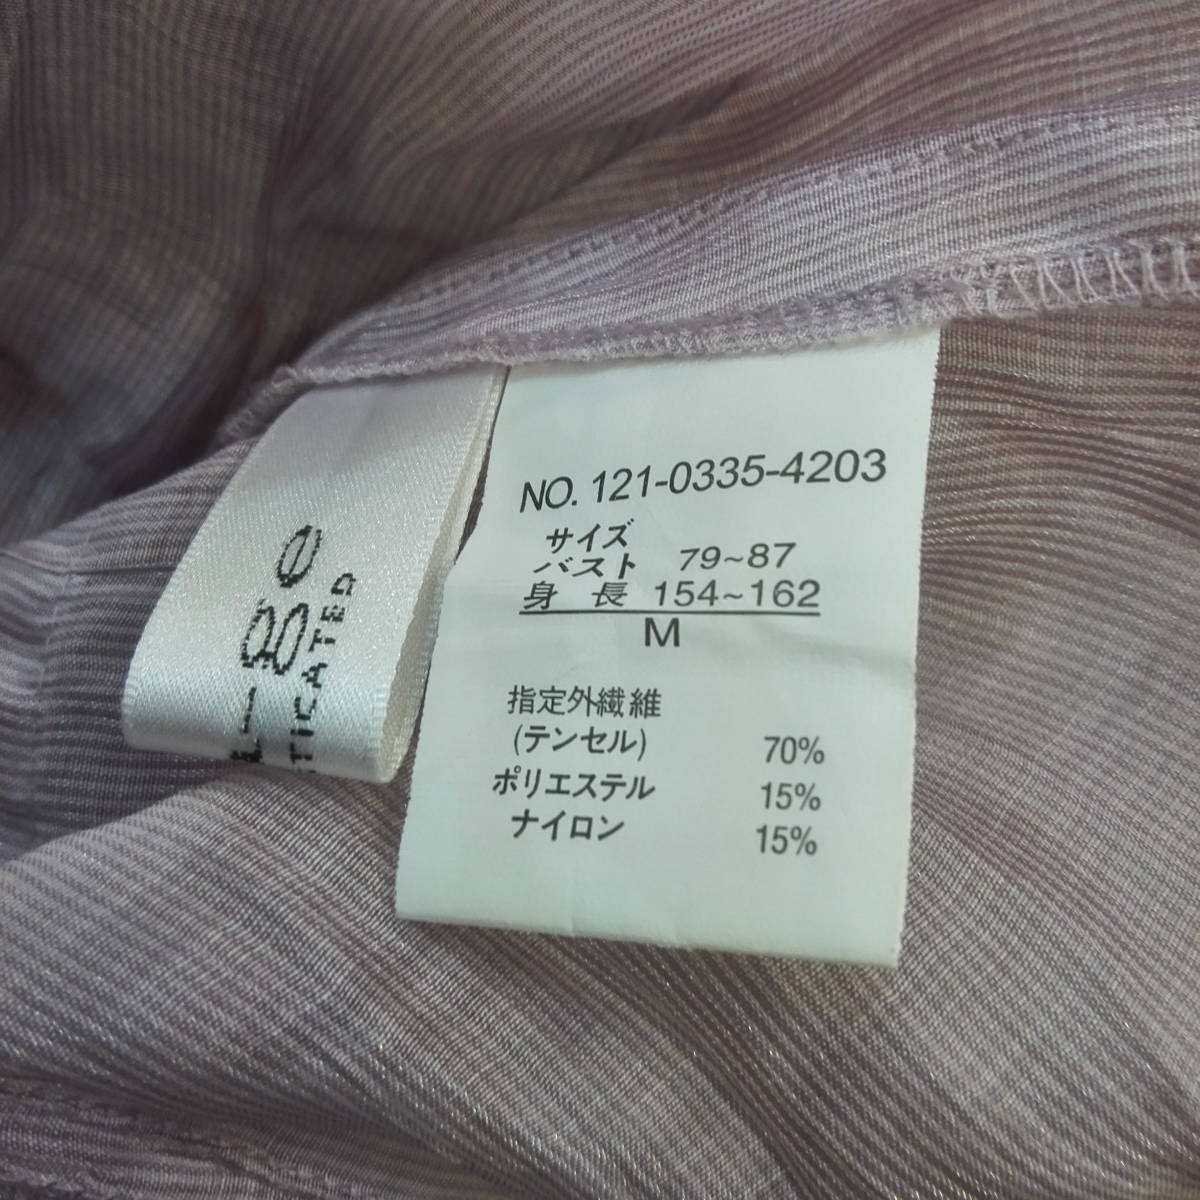 NO. 121-0335-4203
サイズ
バスト 79~87
身 長 154~162
M
指定外繊維
(テンセル) 70%
ポリエステル 15%
ナイロン 15%